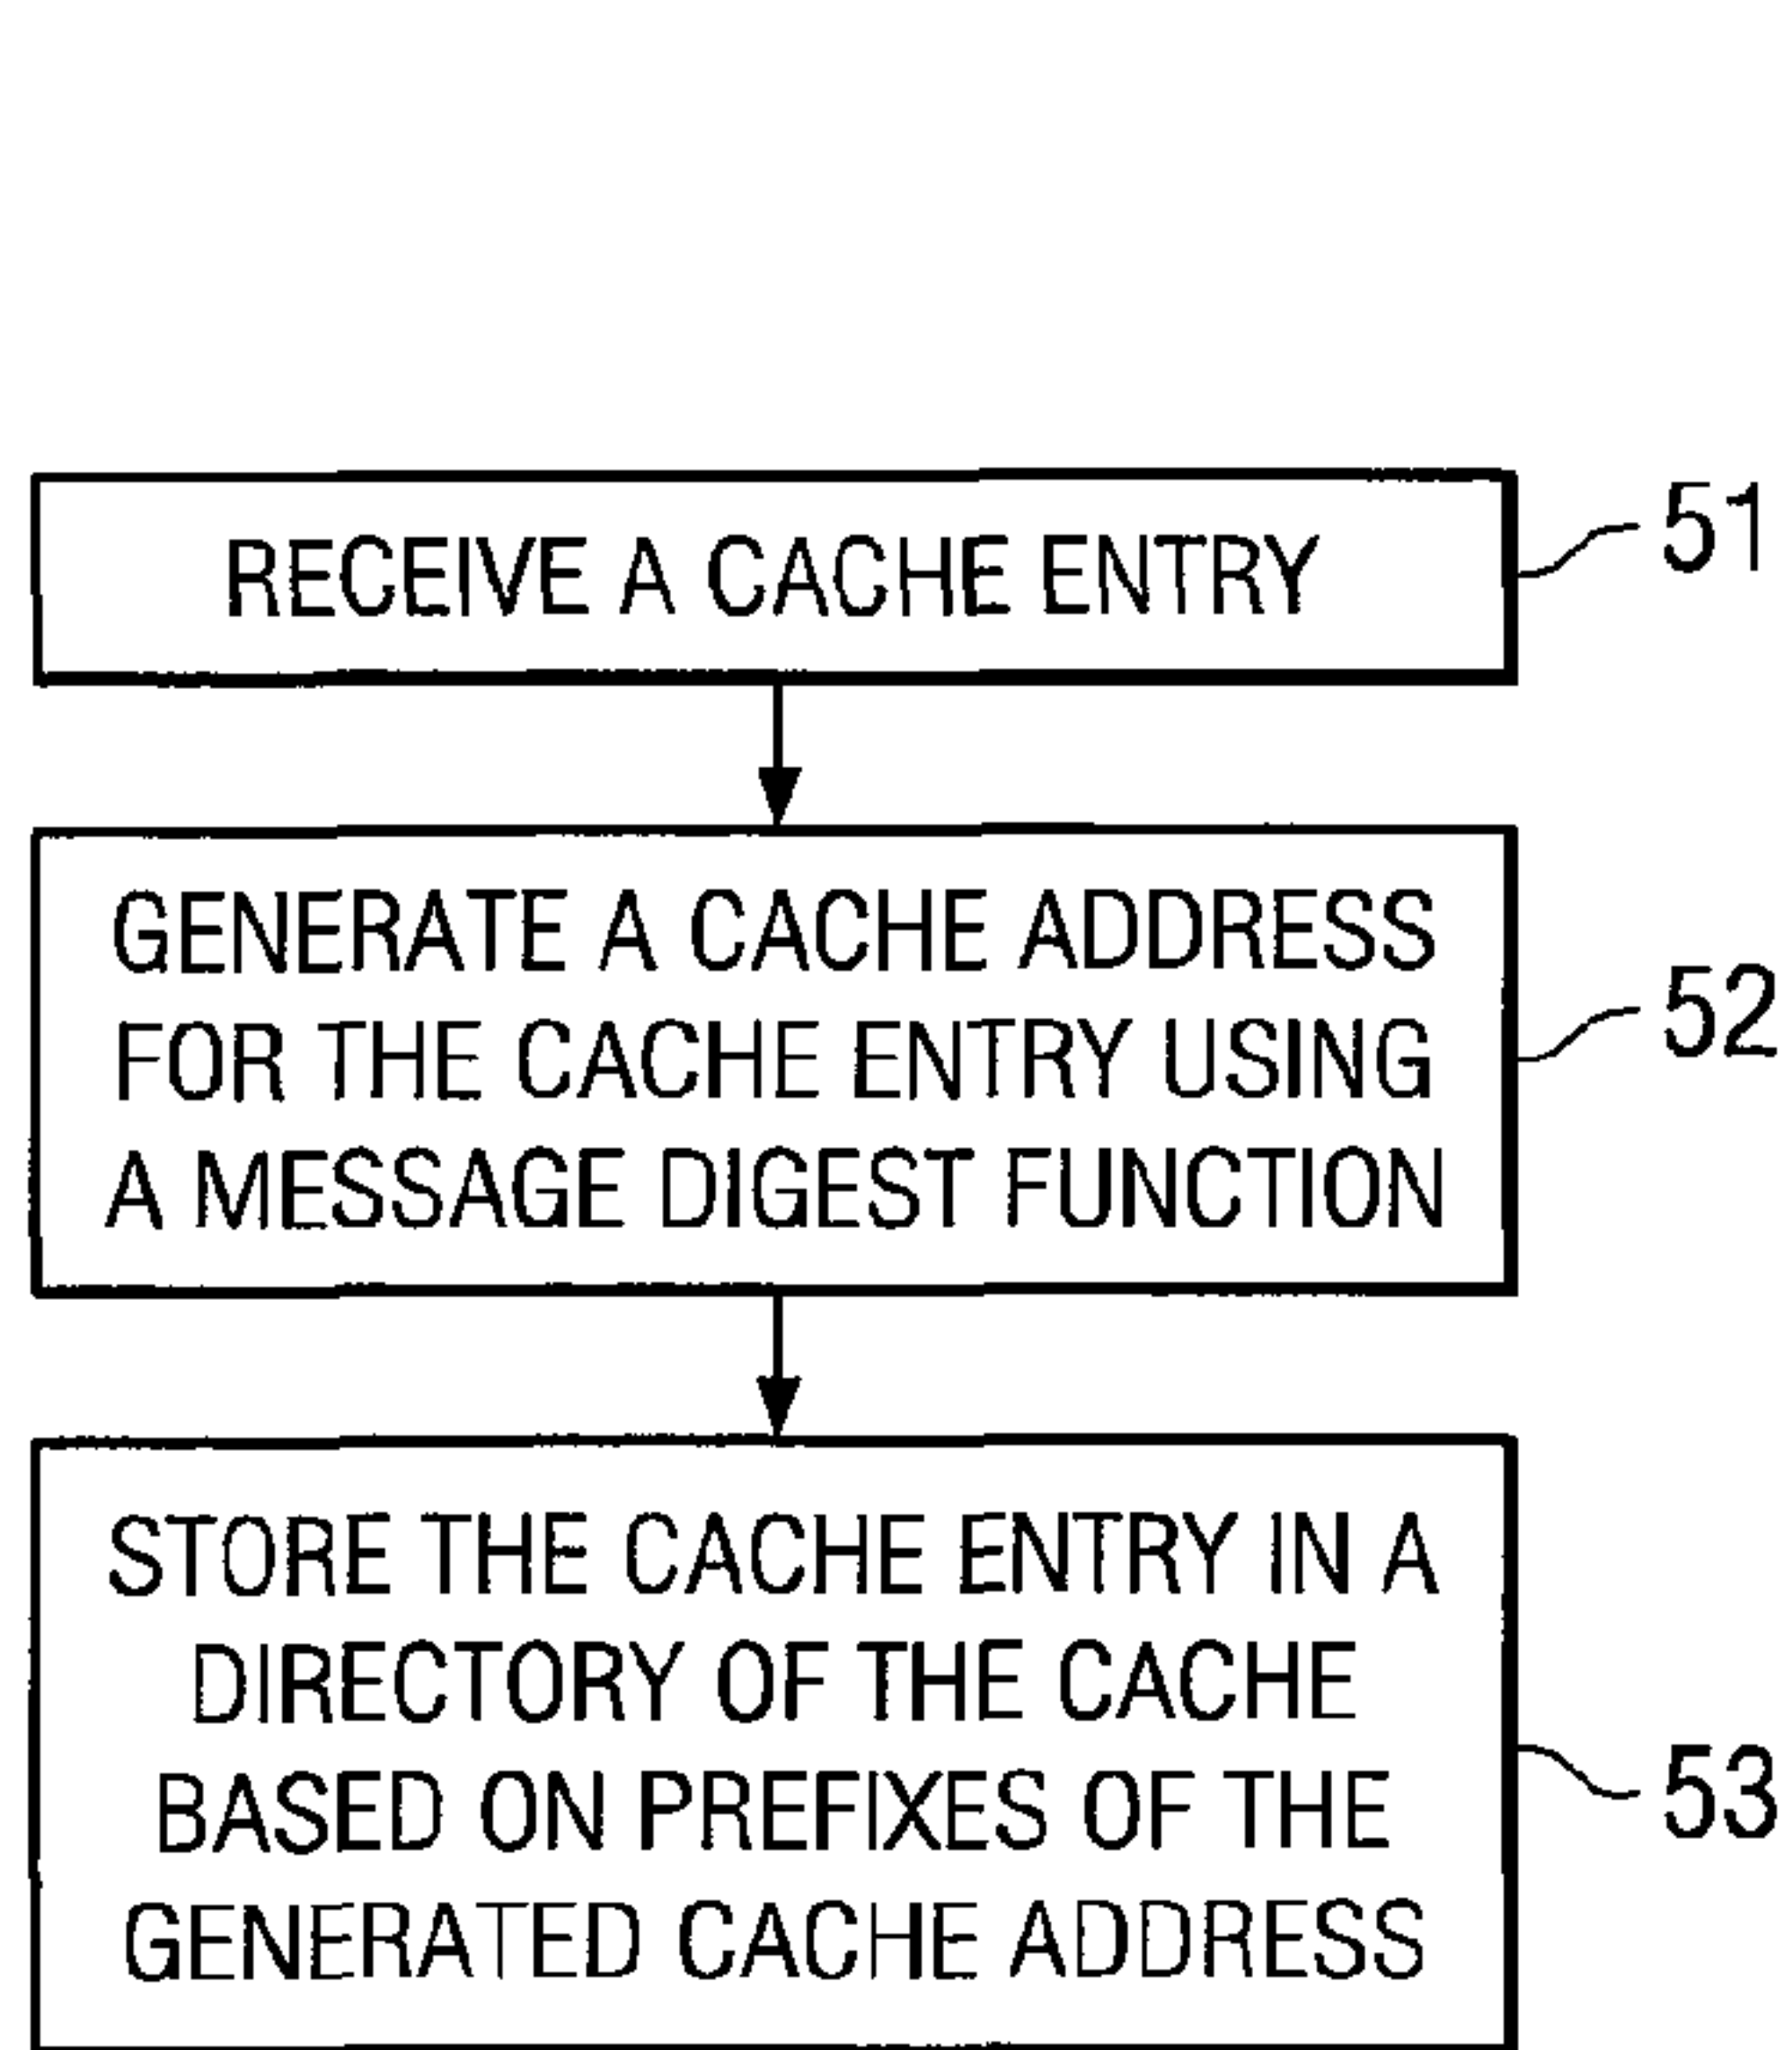 RECEIVE A CACHE ENTRY
51
GENERATE A CACHE ADDRESS
FOR THE CACHE ENTRY USING
A MESSAGE DIGEST FUNCTION
52
STORE THE CACHE ENTRY IN A
DIRECTORY OF THE CACHE
BASED ON PREFIXES OF THE
GENERATED CACHE ADDRESS
53